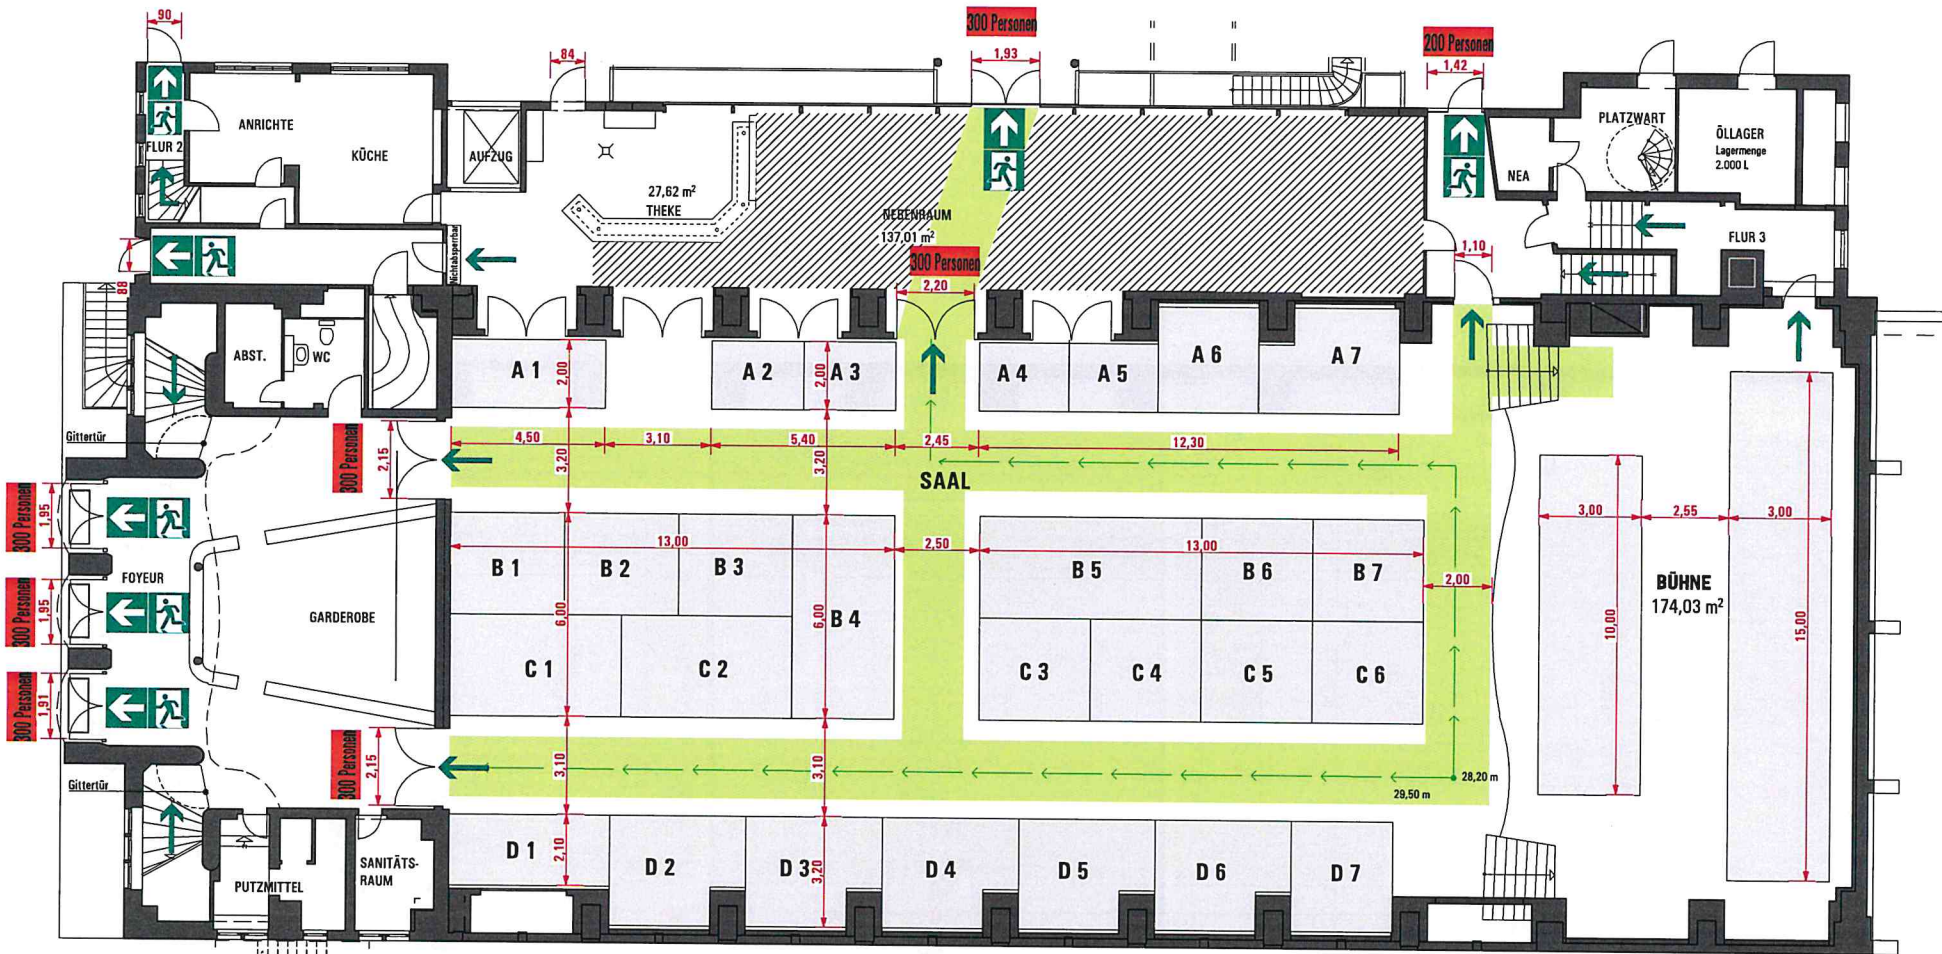 90
300 Personen
1,93
84
200 Personen
1,42
ANRICHTE
FLUR 2
KÜCHE
AUFZUG
27,62 m²
THEKE
NEBENRAUM
137,01 m²
300 Personen
2,20
NEA
PLATZWART
ÖLLAGER
Lagermenge
2.000 L
FLUR 3
1,10
88
Nichtabsperrbar
ABST.
WC
A 1
2,00
A 2
A 3
2,00
A 4
A 5
A 6
A 7
Gittertür
300 Personen
2,15
4,50
3,10
5,40
2,45
12,30
3,20
3,20
SAAL
300 Personen
1,95
300 Personen
1,95
300 Personen
1,91
FOYEUR
GARDEROBE
13,00
2,50
13,00
B 1
B 2
B 3
B 4
B 5
B 6
B 7
6,00
6,00
2,00
C 1
C 2
C 3
C 4
C 5
C 6
3,00
2,55
3,00
BÜHNE
174,03 m²
10,00
15,00
300 Personen
2,15
3,10
3,10
28,20 m
29,50 m
Gittertür
PUTZMITTEL
SANITÄTS-
RAUM
D 1
2,10
D 2
D 3
3,20
D 4
D 5
D 6
D 7